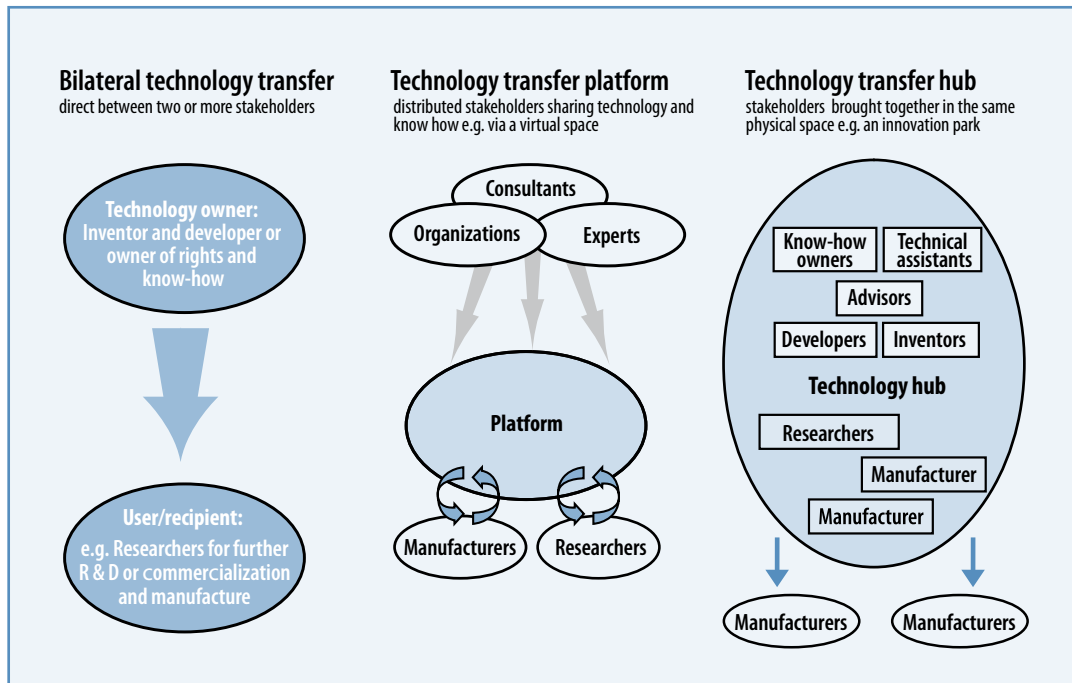 Bilateral technology transfer
direct between two or more stakeholders
Technology owner:
Inventor and developer or
owner of rights and
know-how
User/recipient:
e.g. Researchers for further
R & D or commercialization
and manufacture
Technology transfer platform
distributed stakeholders sharing technology and
know how e.g. via a virtual space
Consultants
Organizations
Experts
Platform
Manufacturers
Researchers
Technology transfer hub
stakeholders brought together in the same
physical space e.g. an innovation park
Know-how
owners
Technical
assistants
Advisors
Developers
Inventors
Technology hub
Researchers
Manufacturer
Manufacturer
Manufacturers
Manufacturers